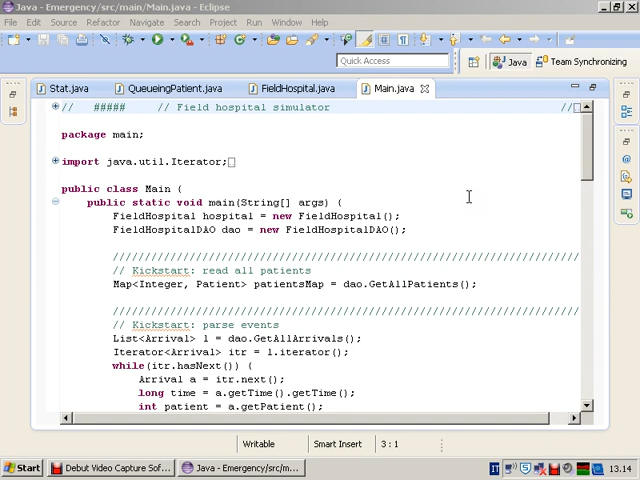 Java - Emergency/src/main/Main.java - Eclipse
File Edit Source Refactor Navigate Search Project Run Window Help
Quick Access
Java
Team Synchronizing
Stat.java
QueueingPatient.java
FieldHospital.java
Main.java
// ##### // Field hospital simulator //
package main;
import java.util.Iterator;
public class Main {
public static void main(String[] args) {
FieldHospital hospital = new FieldHospital();
FieldHospitalDAO dao = new FieldHospitalDAO();
////////////////////////////////////////////////////////////////////////
// Kickstart: read all patients
Map<Integer, Patient> patientsMap = dao.GetAllPatients();
////////////////////////////////////////////////////////////////////////
// Kickstart: parse events
List<Arrival> l = dao.GetAllArrivals();
Iterator<Arrival> itr = l.iterator();
while(itr.hasNext()) {
Arrival a = itr.next();
long time = a.getTime().getTime();
int patient = a.getPatient();
Writable
Smart Insert
3 : 1
Start
Debut Video Capture Sof...
Java - Emergency/src/m...
IT
13.14